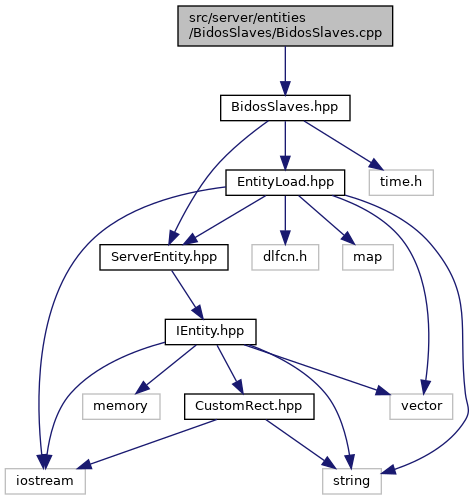 src/server/entities
/BidosSlaves/BidosSlaves.cpp
BidosSlaves.hpp
EntityLoad.hpp
time.h
ServerEntity.hpp
dlfcn.h
map
IEntity.hpp
memory
CustomRect.hpp
vector
iostream
string